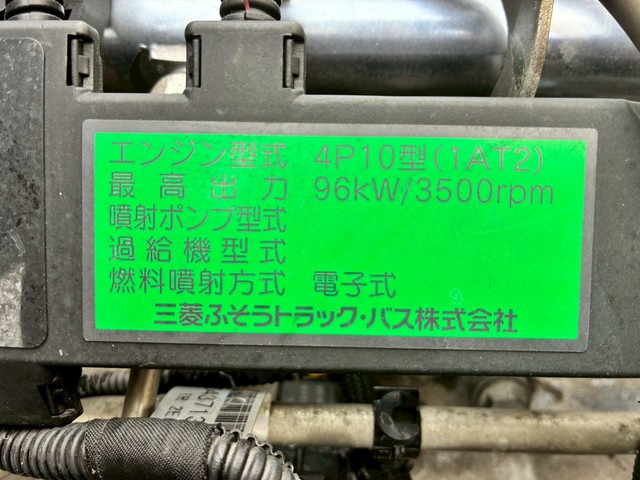 エンジン型式 4P10型(1AT2)
最高出力 96kW/3500rpm
噴射ポンプ型式
過給機型式
燃料噴射方式 電子式
三菱ふそうトラック・バス株式会社